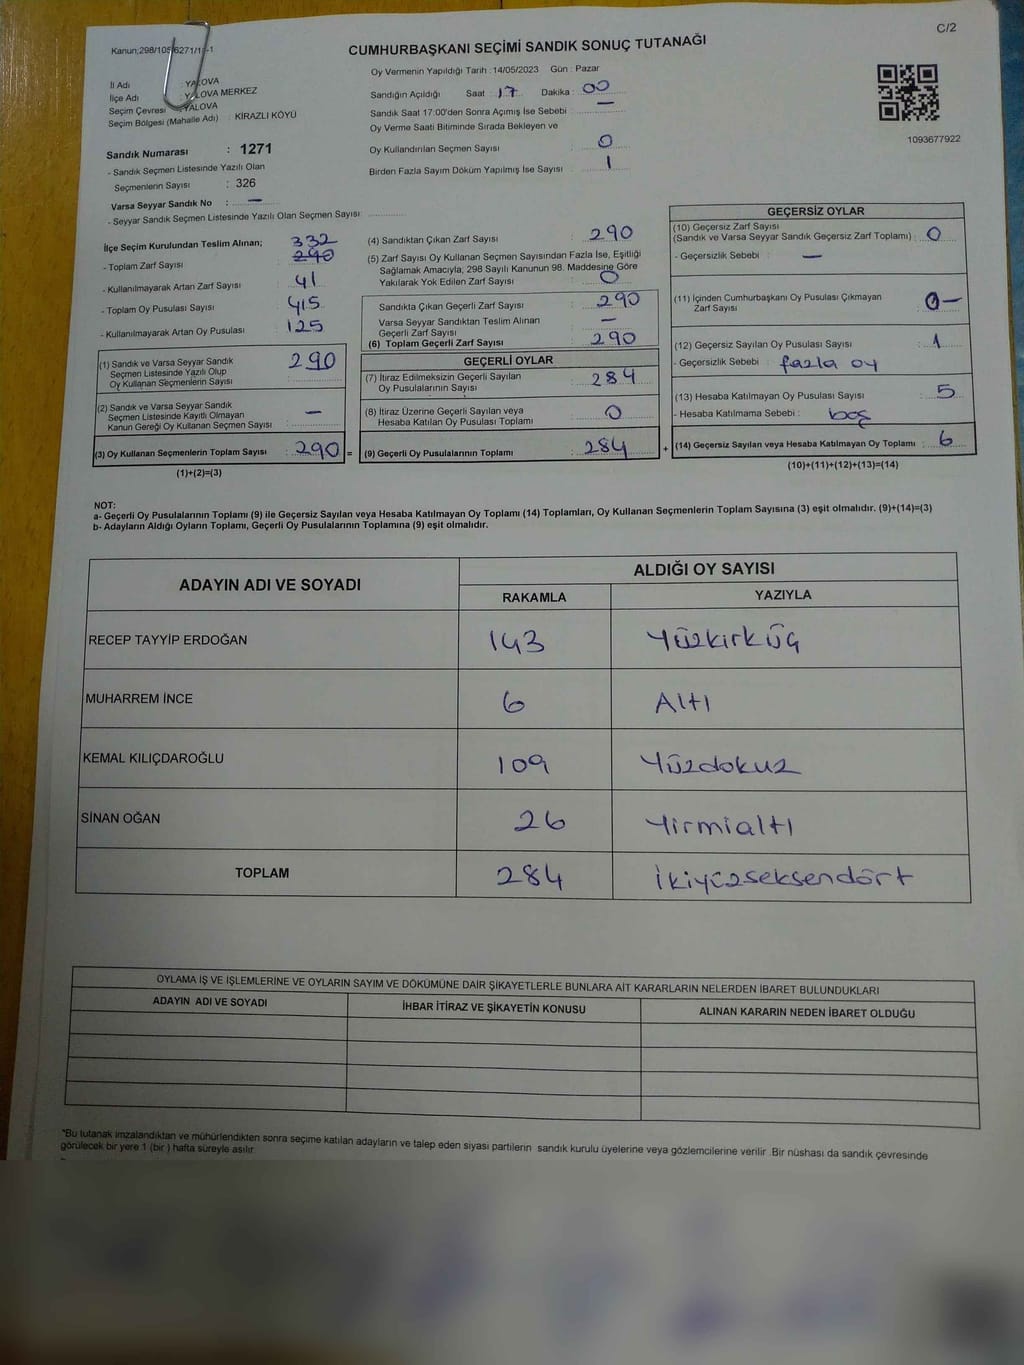 C/2
Kanun;298/105 6271/1 -1
CUMHURBAŞKANI SEÇİMİ SANDIK SONUÇ TUTANAĞI
İl Adı : YALOVA
İlçe Adı : YALOVA MERKEZ
Seçim Çevresi : YALOVA
Seçim Bölgesi (Mahalle Adı) : KİRAZLI KÖYÜ
Sandık Numarası : 1271
- Sandık Seçmen Listesinde Yazılı Olan
Seçmenlerin Sayısı : 326
Varsa Seyyar Sandık No : —
- Seyyar Sandık Seçmen Listesinde Yazılı Olan Seçmen Sayısı
Oy Vermenin Yapıldığı Tarih : 14/05/2023 Gün : Pazar
Sandığın Açıldığı Saat : 17 Dakika : 00
Sandık Saat 17:00'den Sonra Açımış İse Sebebi : —
Oy Verme Saati Bitiminde Sırada Bekleyen ve
Oy Kullandırılan Seçmen Sayısı : 0
Birden Fazla Sayım Döküm Yapılmış İse Sayısı : 1
1093677922
İlçe Seçim Kurulundan Teslim Alınan; 332
- Toplam Zarf Sayısı : 290
- Kullanılmayarak Artan Zarf Sayısı : 41
- Toplam Oy Pusulası Sayısı : 415
- Kullanılmayarak Artan Oy Pusulası : 125
(1) Sandık ve Varsa Seyyar Sandık
Seçmen Listesinde Yazılı Olup
Oy Kullanan Seçmenlerin Sayısı : 290
(2) Sandık ve Varsa Seyyar Sandık
Seçmen Listesinde Kayıtlı Olmayan
Kanun Gereği Oy Kullanan Seçmen Sayısı : —
(3) Oy Kullanan Seçmenlerin Toplam Sayısı : 290 =
(1)+(2)=(3)
(4) Sandıktan Çıkan Zarf Sayısı : 290
(5) Zarf Sayısı Oy Kullanan Seçmen Sayısından Fazla İse, Eşitliği
Sağlamak Amacıyla, 298 Sayılı Kanunun 98. Maddesine Göre
Yakılarak Yok Edilen Zarf Sayısı : 0
Sandıkta Çıkan Geçerli Zarf Sayısı : 290
Varsa Seyyar Sandıktan Teslim Alınan
Geçerli Zarf Sayısı : —
(6) Toplam Geçerli Zarf Sayısı : 290
GEÇERLİ OYLAR
(7) İtiraz Edilmeksizin Geçerli Sayılan
Oy Pusulalarının Sayısı : 284
(8) İtiraz Üzerine Geçerli Sayılan veya
Hesaba Katılan Oy Pusulası Toplamı : 0
(9) Geçerli Oy Pusulalarının Toplamı : 284 +
GEÇERSİZ OYLAR
(10) Geçersiz Zarf Sayısı
(Sandık ve Varsa Seyyar Sandık Geçersiz Zarf Toplamı) : 0
- Geçersizlik Sebebi : —
(11) İçinden Cumhurbaşkanı Oy Pusulası Çıkmayan
Zarf Sayısı : 0 —
(12) Geçersiz Sayılan Oy Pusulası Sayısı : 1
- Geçersizlik Sebebi : fazla oy
(13) Hesaba Katılmayan Oy Pusulası Sayısı : 5
- Hesaba Katılmama Sebebi : boş
(14) Geçersiz Sayılan veya Hesaba Katılmayan Oy Toplamı : 6
(10)+(11)+(12)+(13)=(14)
NOT:
a- Geçerli Oy Pusulalarının Toplamı (9) ile Geçersiz Sayılan veya Hesaba Katılmayan Oy Toplamı (14) Toplamları, Oy Kullanan Seçmenlerin Toplam Sayısına (3) eşit olmalıdır. (9)+(14)=(3)
b- Adayların Aldığı Oyların Toplamı, Geçerli Oy Pusulalarının Toplamına (9) eşit olmalıdır.
ADAYIN ADI VE SOYADI ALDIĞI OY SAYISI
RAKAMLA YAZIYLA
RECEP TAYYİP ERDOĞAN 143 Yüzkırküç
MUHARREM İNCE 6 Altı
KEMAL KILIÇDAROĞLU 109 Yüzdokuz
SİNAN OĞAN 26 Yirmialtı
TOPLAM 284 İkiyüzseksendört
OYLAMA İŞ VE İŞLEMLERİNE VE OYLARIN SAYIM VE DÖKÜMÜNE DAİR ŞİKAYETLERLE BUNLARA AİT KARARLARIN NELERDEN İBARET BULUNDUKLARI
ADAYIN ADI VE SOYADI İHBAR İTİRAZ VE ŞİKAYETİN KONUSU ALINAN KARARIN NEDEN İBARET OLDUĞU
*Bu tutanak imzalandıktan ve mühürlendikten sonra seçime katılan adayların ve talep eden siyasi partilerin sandık kurulu üyelerine veya gözlemcilerine verilir .Bir nüshası da sandık çevresinde
görülecek bir yere 1 (bir ) hafta süreyle asılır